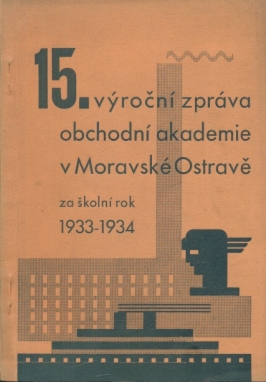 15. výroční zpráva
obchodní akademie
v Moravské Ostravě
za školní rok
1933-1934